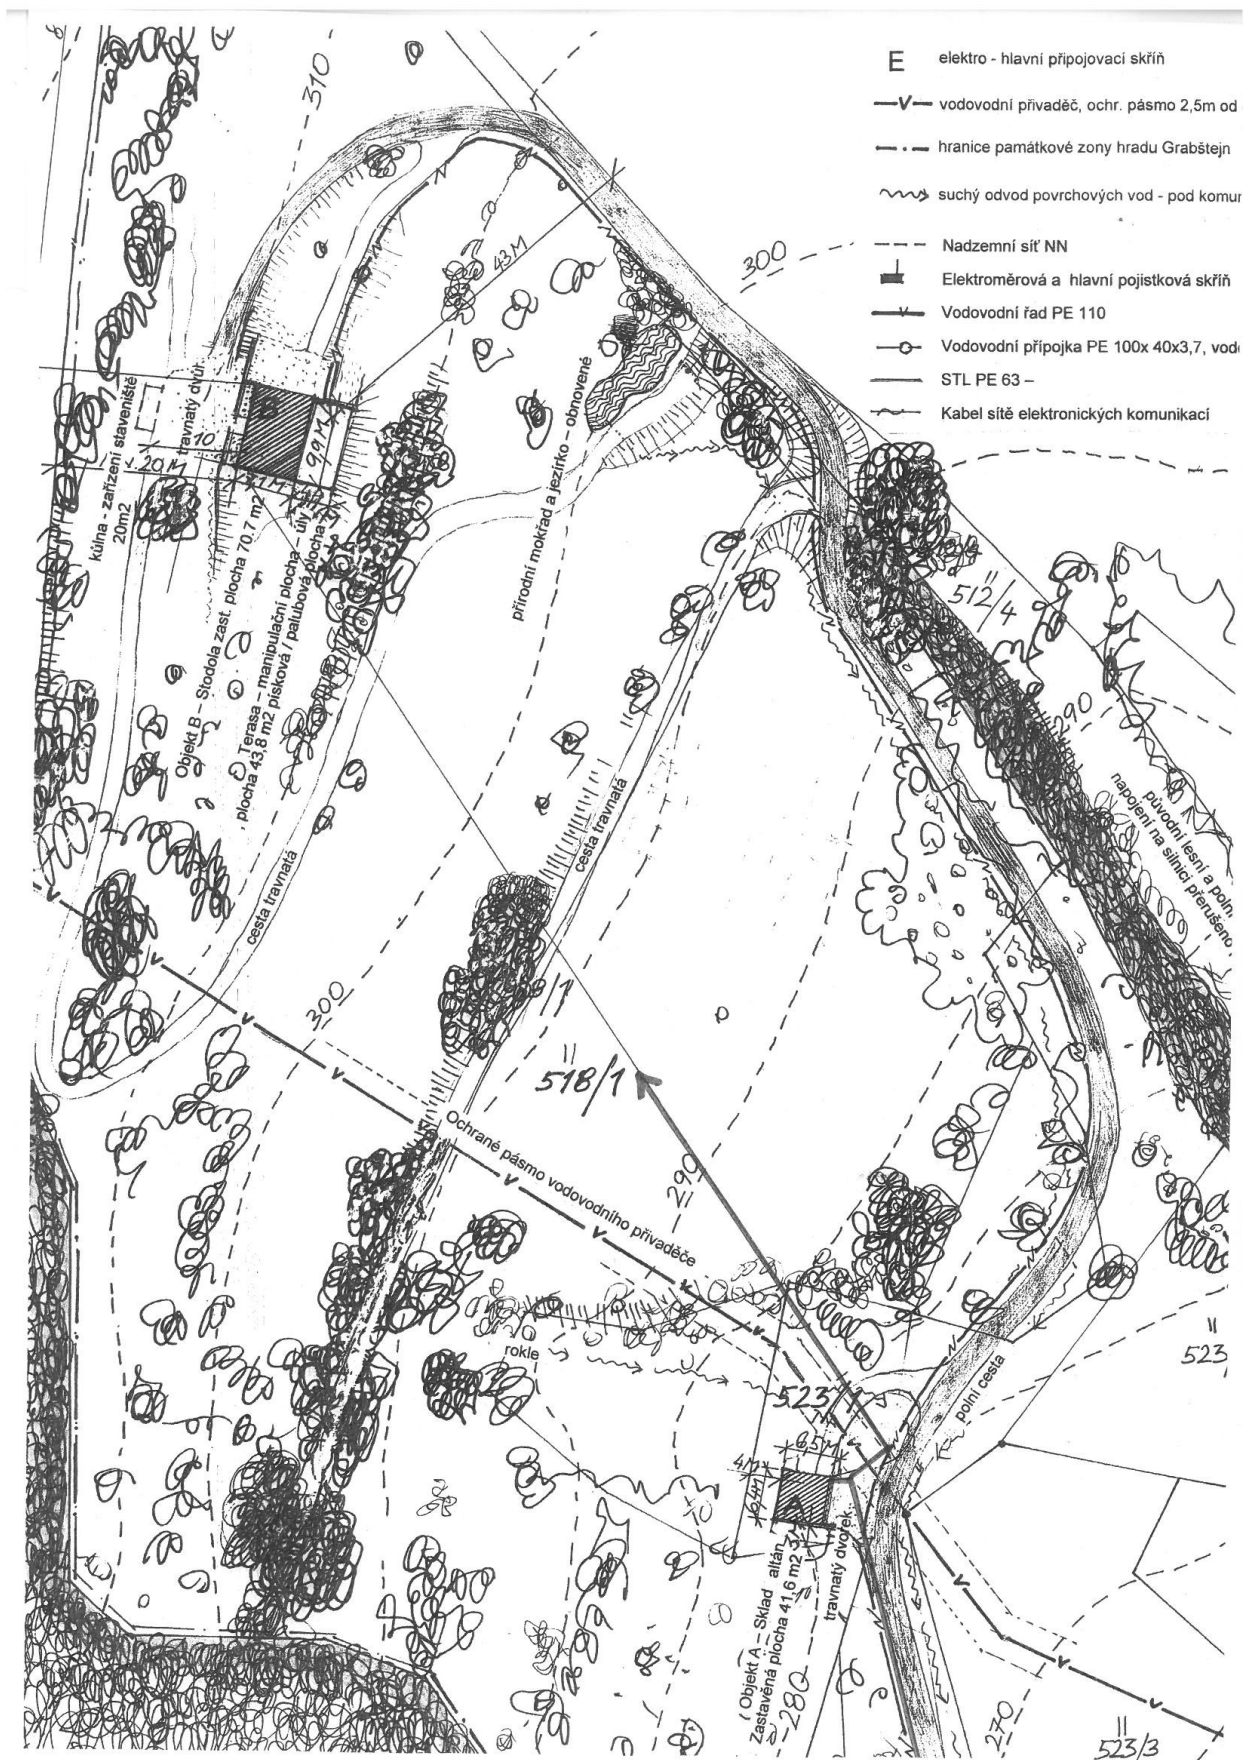 E elektro - hlavní připojovací skříň
V vodovodní přivaděč, ochr. pásmo 2,5m od
hranice památkové zony hradu Grabštejn
suchý odvod povrchových vod - pod komu
Nadzemní síť NN
Elektroměrová a hlavní pojistková skříň
Vodovodní řad PE 110
Vodovodní přípojka PE 100x 40x3,7, vod
STL PE 63 –
Kabel sítě elektronických komunikací
310
300
43M
kůlna - zařízení staveniště
20m2
travnatý dvůr
B
10
20 M
9,9 M
Objekt B – Stodola zast. plocha 70,7 m2
Terasa – manipulační plocha – úly
plocha 43,8 m2 písková / palubová plocha
přírodní mokřad a jezírko – obnovené
512/4
290
původní lesní a poln
napojení na silnici přerušeno
cesta travnatá
cesta travnatá
300
518/1
Ochrané pásmo vodovodního přivaděče
290
rokle
523
523
polní cesta
6,5M
A
travnatý dvorek
( Objekt A – Sklad altán
Zastavěná plocha 41,6 m2
280
270
523/3